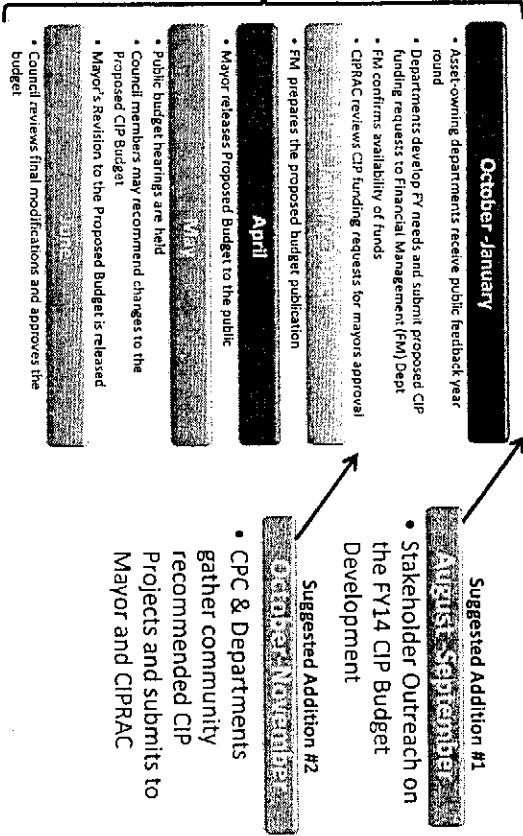 October -January
• Asset-owning departments receive public feedback year
round
• Departments develop FY needs and submit proposed CIP
funding requests to Financial Management (FM) Dept
• FM confirms availability of funds
• CIPRAC reviews CIP funding requests for mayors approval
• FM prepares the proposed budget publication
April
• Mayor releases Proposed Budget to the public
May
• Public budget hearings are held
• Council members may recommend changes to the
Proposed CIP Budget
• Mayor's Revision to the Proposed Budget is released
June
• Council reviews final modifications and approves the
budget
Suggested Addition #1
August-September
• Stakeholder Outreach on
the FY14 CIP Budget
Development
Suggested Addition #2
October-November
• CPC & Departments
gather community
recommended CIP
Projects and submits to
Mayor and CIPRAC